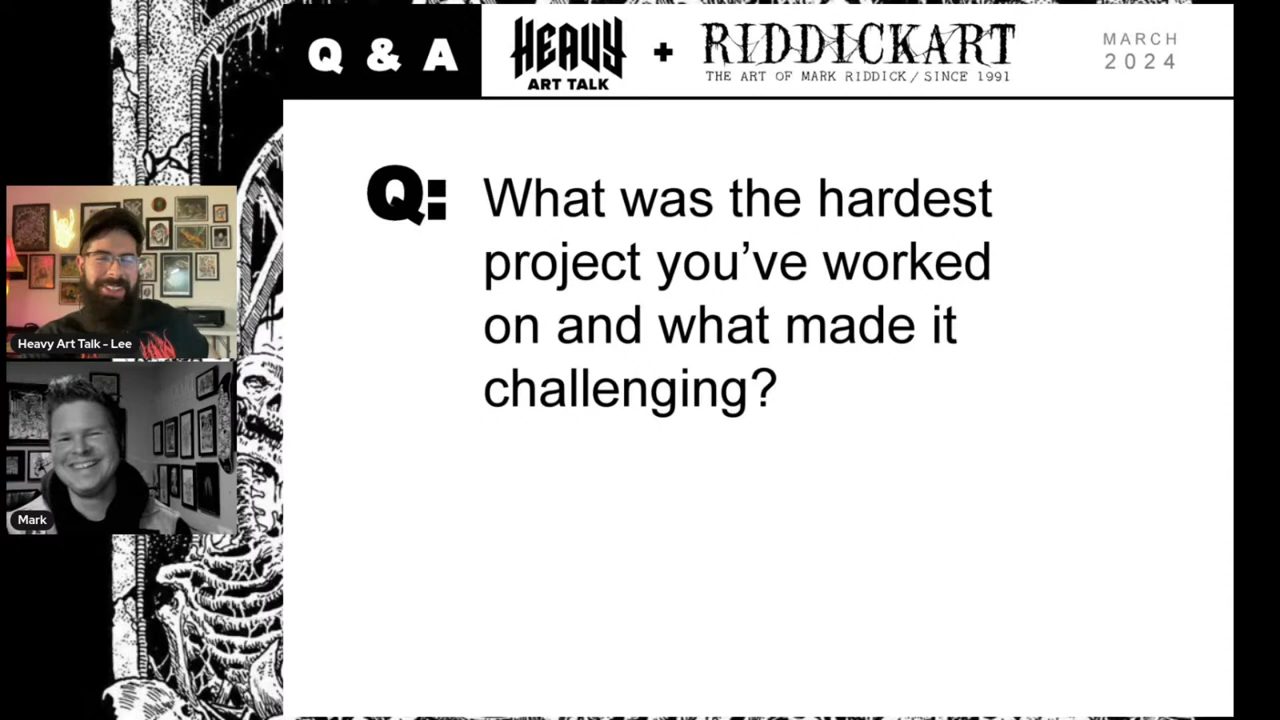 Q & A
HEAVY
ART TALK
+
RIDDICKART
THE ART OF MARK RIDDICK / SINCE 1991
MARCH
2024
Q:
What was the hardest
project you’ve worked
on and what made it
challenging?
Heavy Art Talk - Lee
Mark